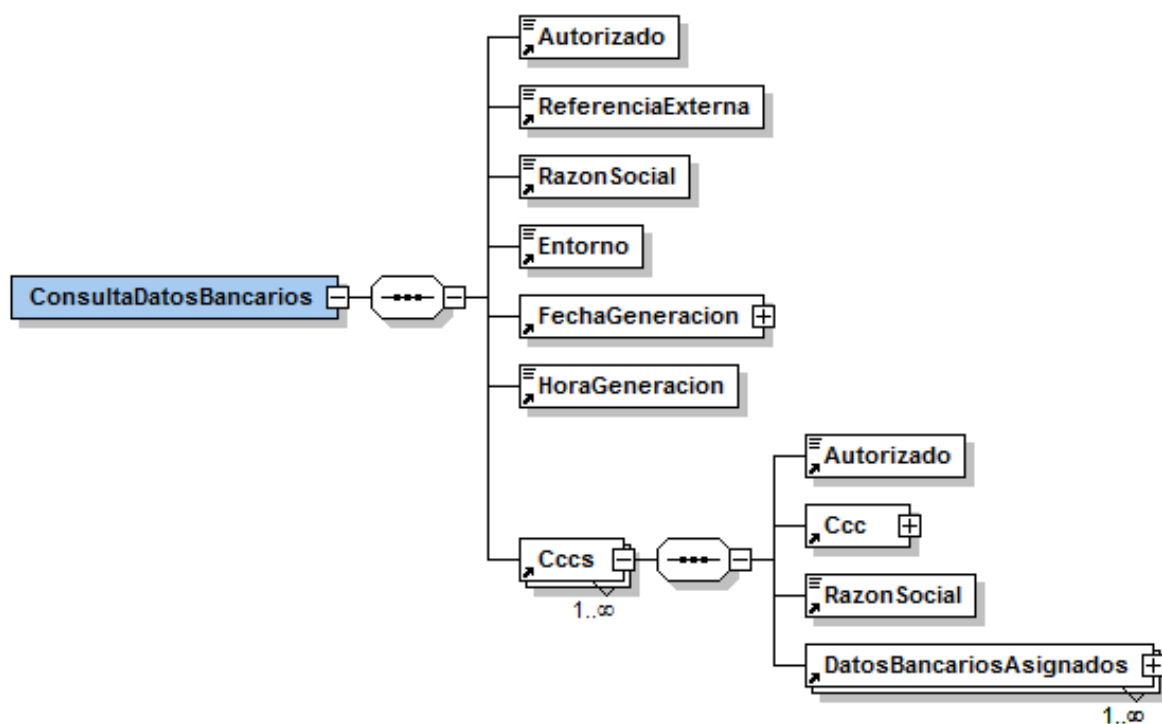 Autorizado
ReferenciaExterna
RazonSocial
Entorno
ConsultaDatosBancarios
FechaGeneracion
HoraGeneracion
Autorizado
Ccc
Cccs
1..∞
RazonSocial
DatosBancariosAsignados
1..∞